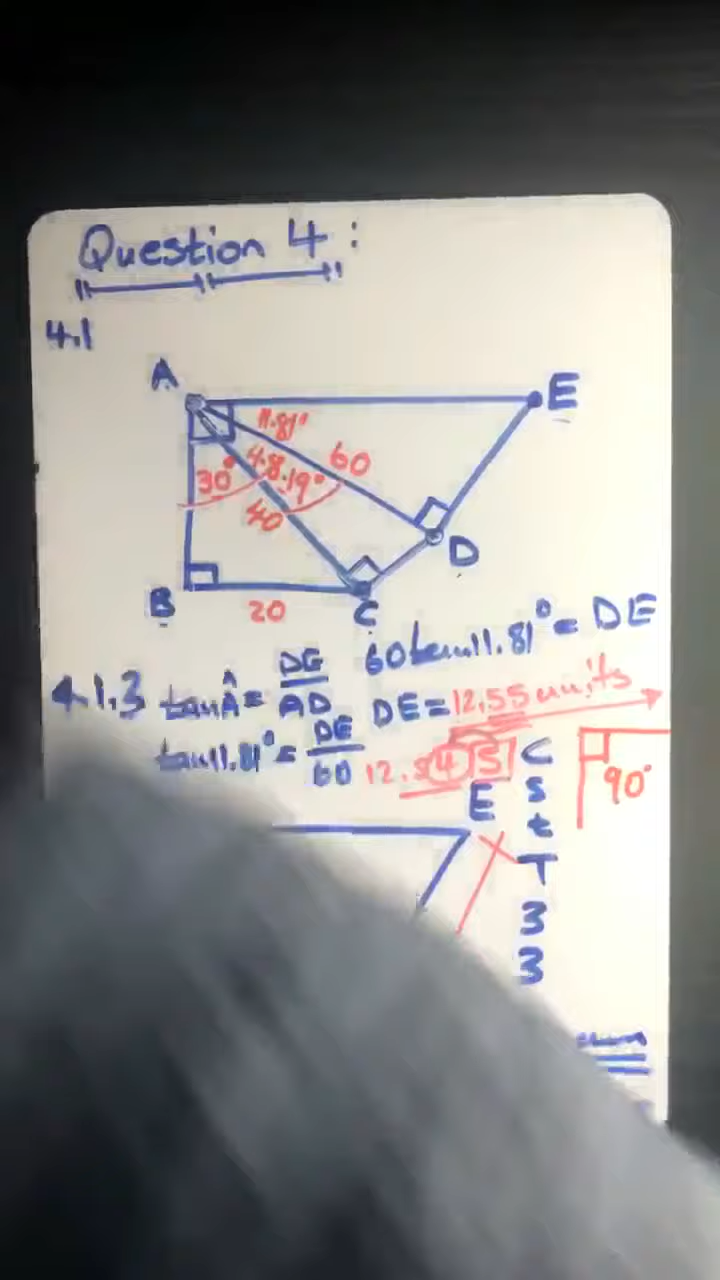 Question 4 :
4.1
A
E
11.81°
30°
48.19°
60
40
D
B
20
C
60tan11.81° = DE
4.1.3 tanÂ = DE/AD
DE = 12,55 units
tan11.81° = DE/60
12.545
C
S
t
T
3
3
90°
E